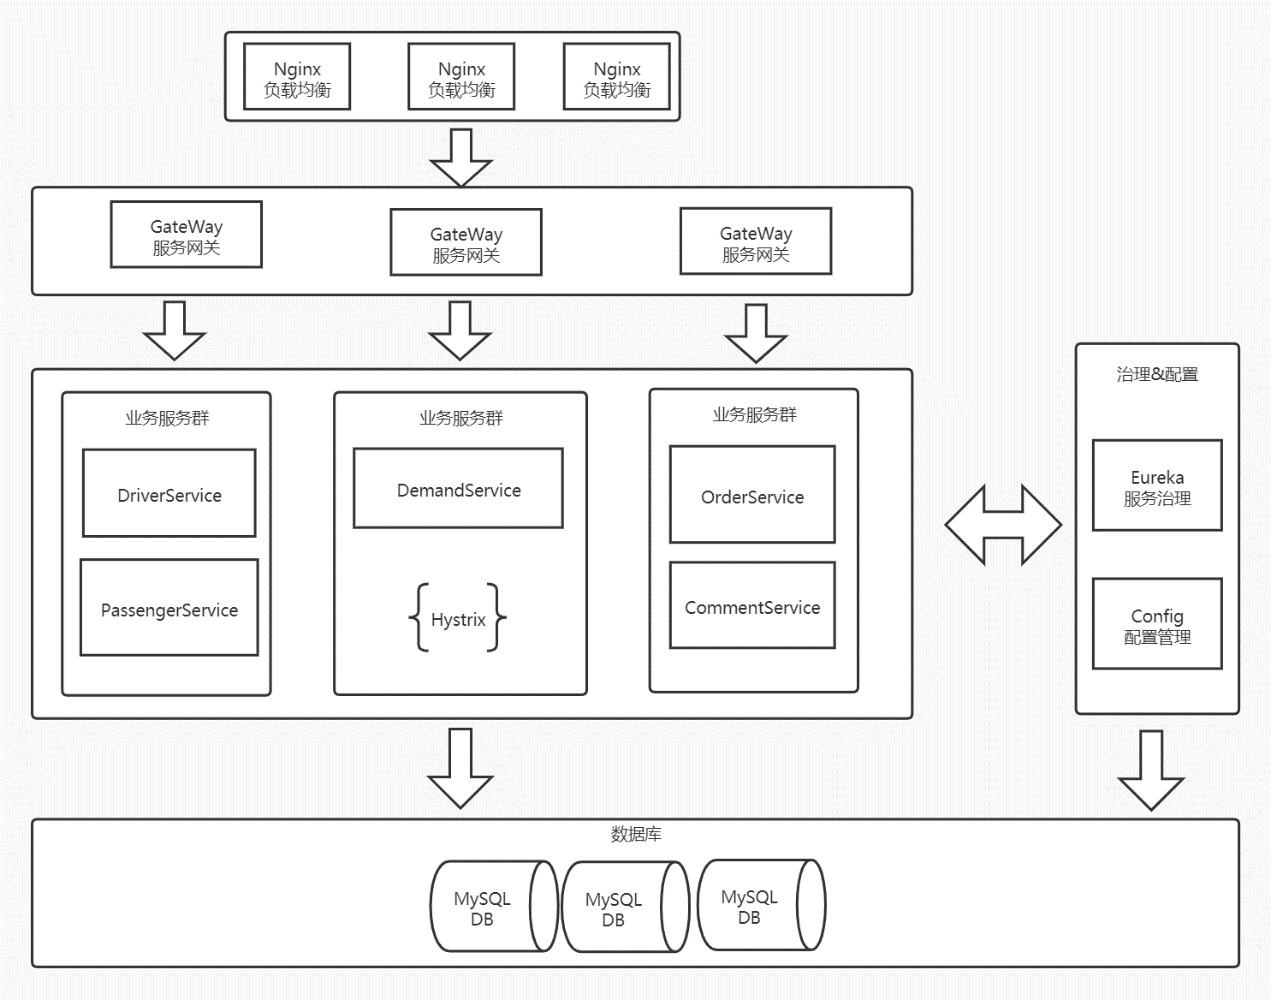 Nginx
负载均衡
Nginx
负载均衡
Nginx
负载均衡
GateWay
服务网关
GateWay
服务网关
GateWay
服务网关
业务服务群
DriverService
PassengerService
业务服务群
DemandService
Hystrix
业务服务群
OrderService
CommentService
治理&配置
Eureka
服务治理
Config
配置管理
数据库
MySQL
DB
MySQL
DB
MySQL
DB